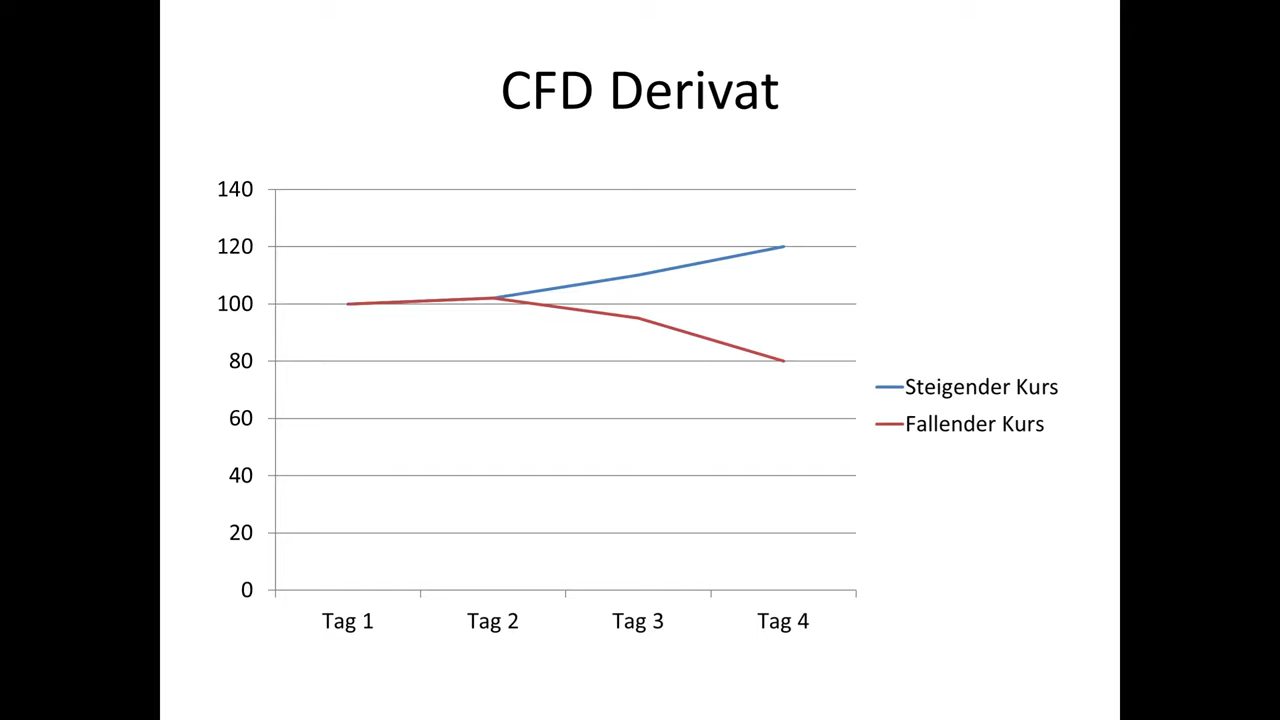 CFD Derivat
140
120
100
80
60
40
20
0
Tag 1 Tag 2 Tag 3 Tag 4
Steigender Kurs
Fallender Kurs